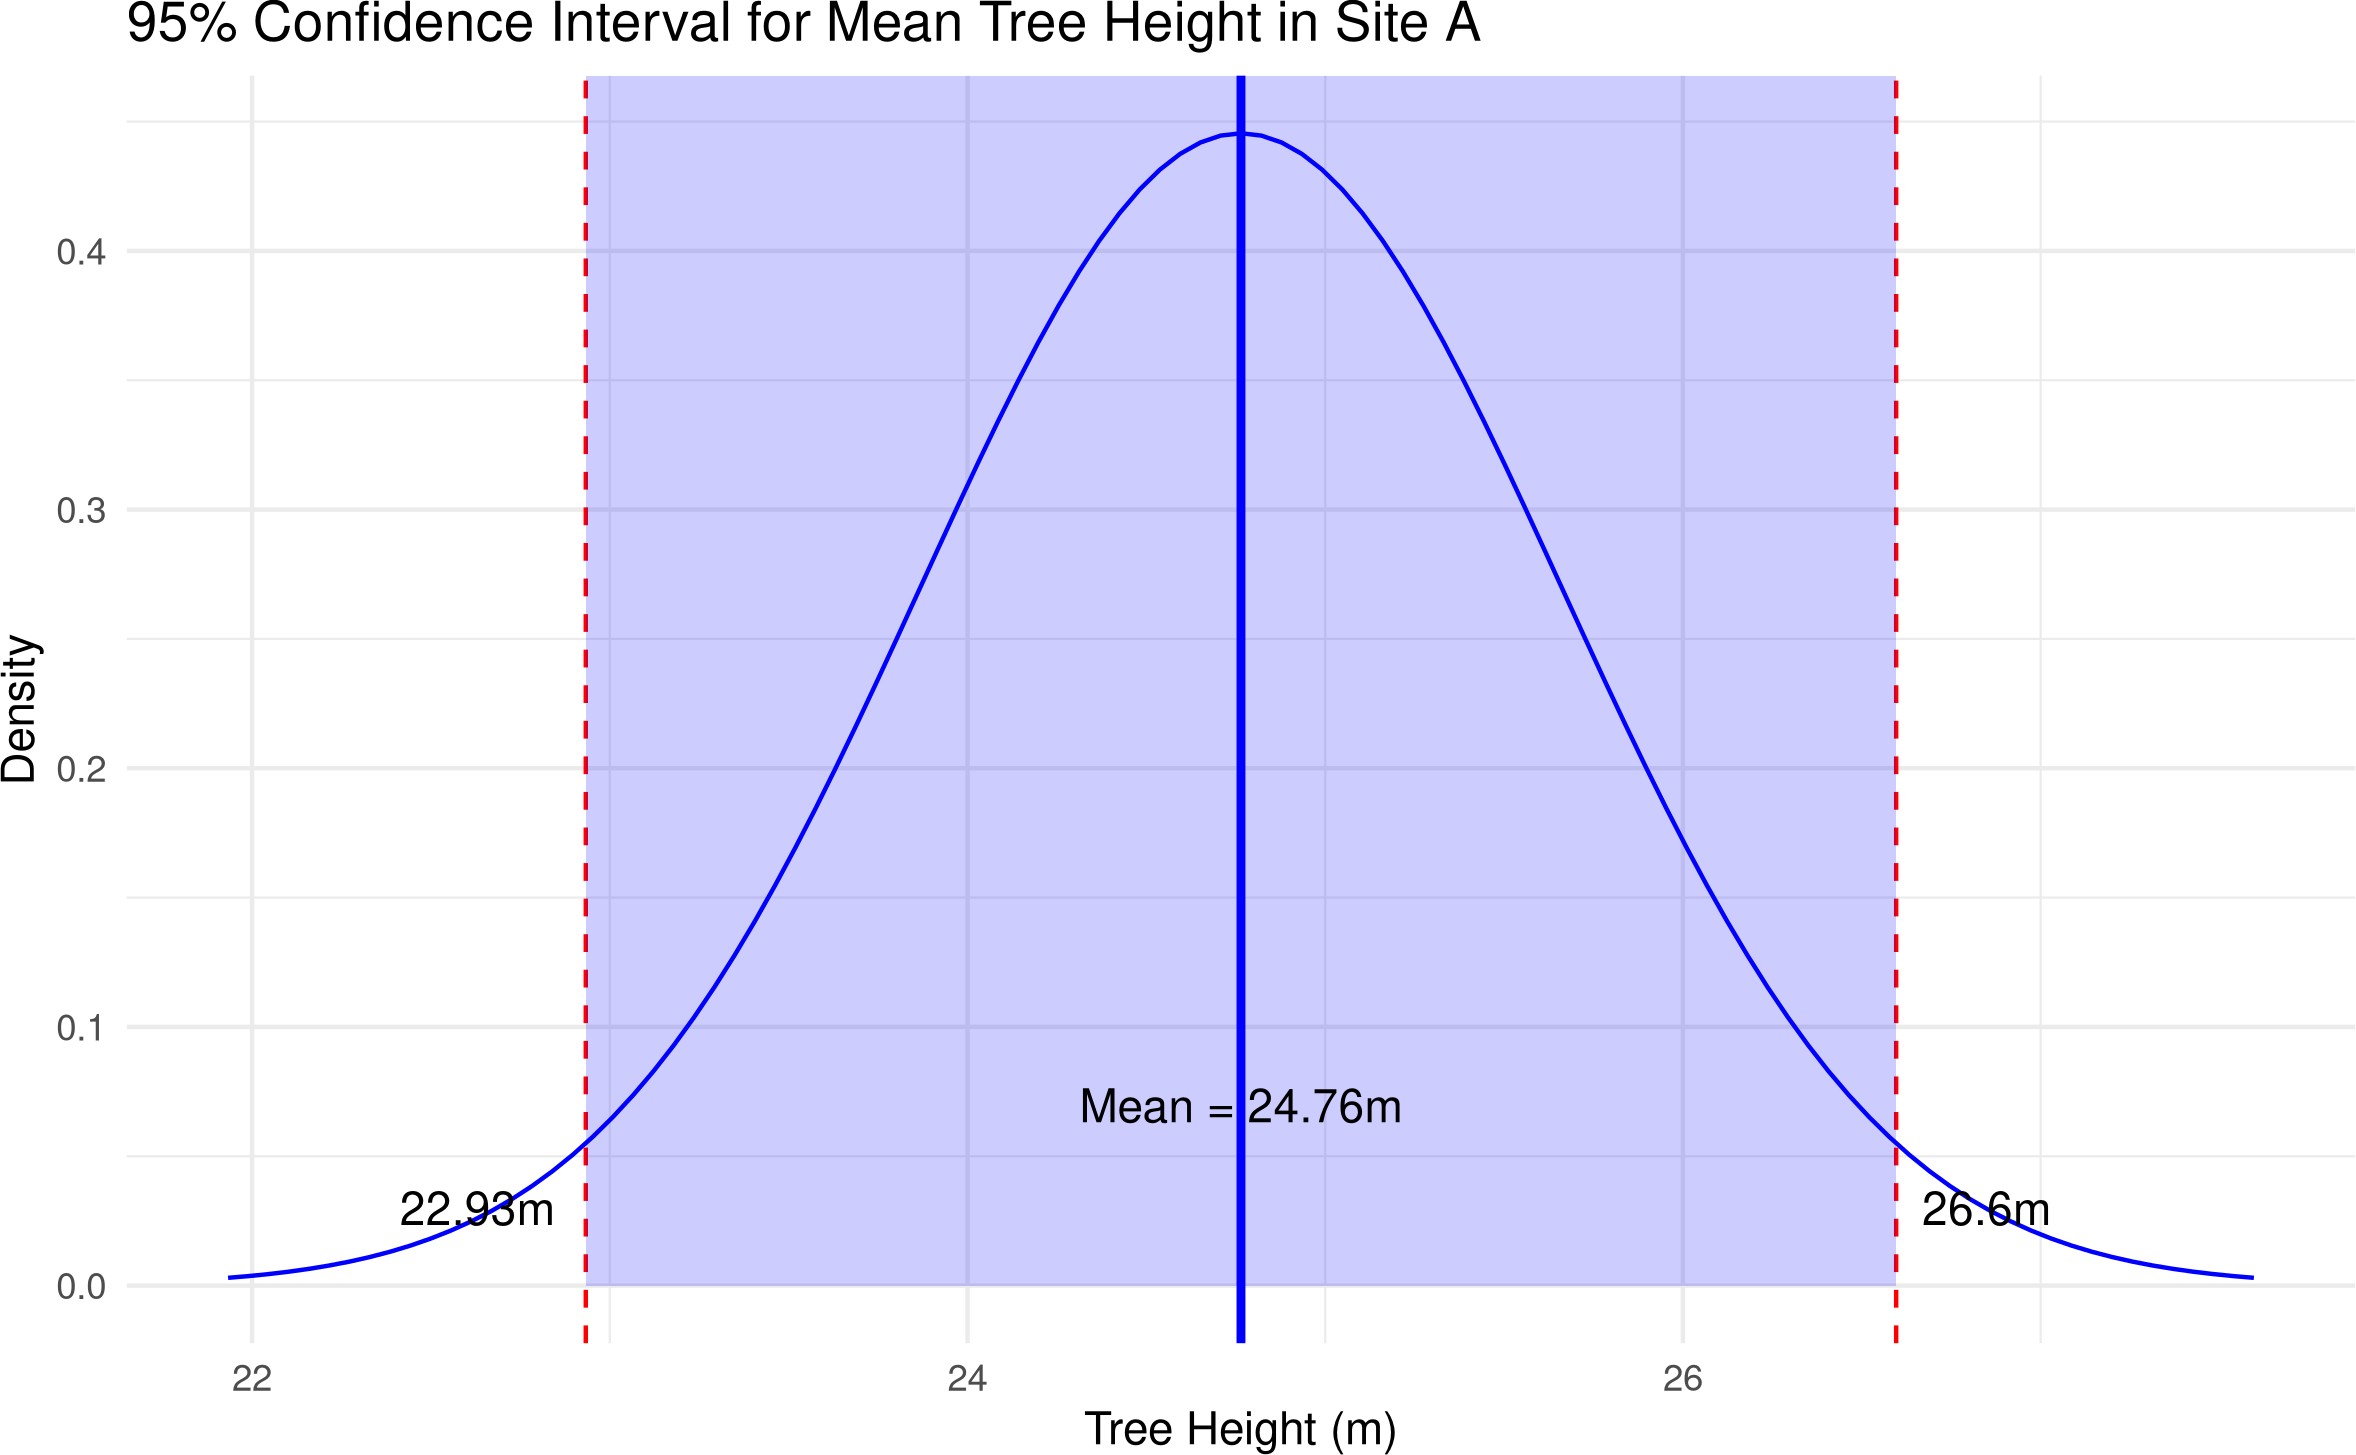 95% Confidence Interval for Mean Tree Height in Site A
Density
0.4
0.3
0.2
0.1
0.0
Mean = 24.76m
22.93m
26.6m
22
24
26
Tree Height (m)